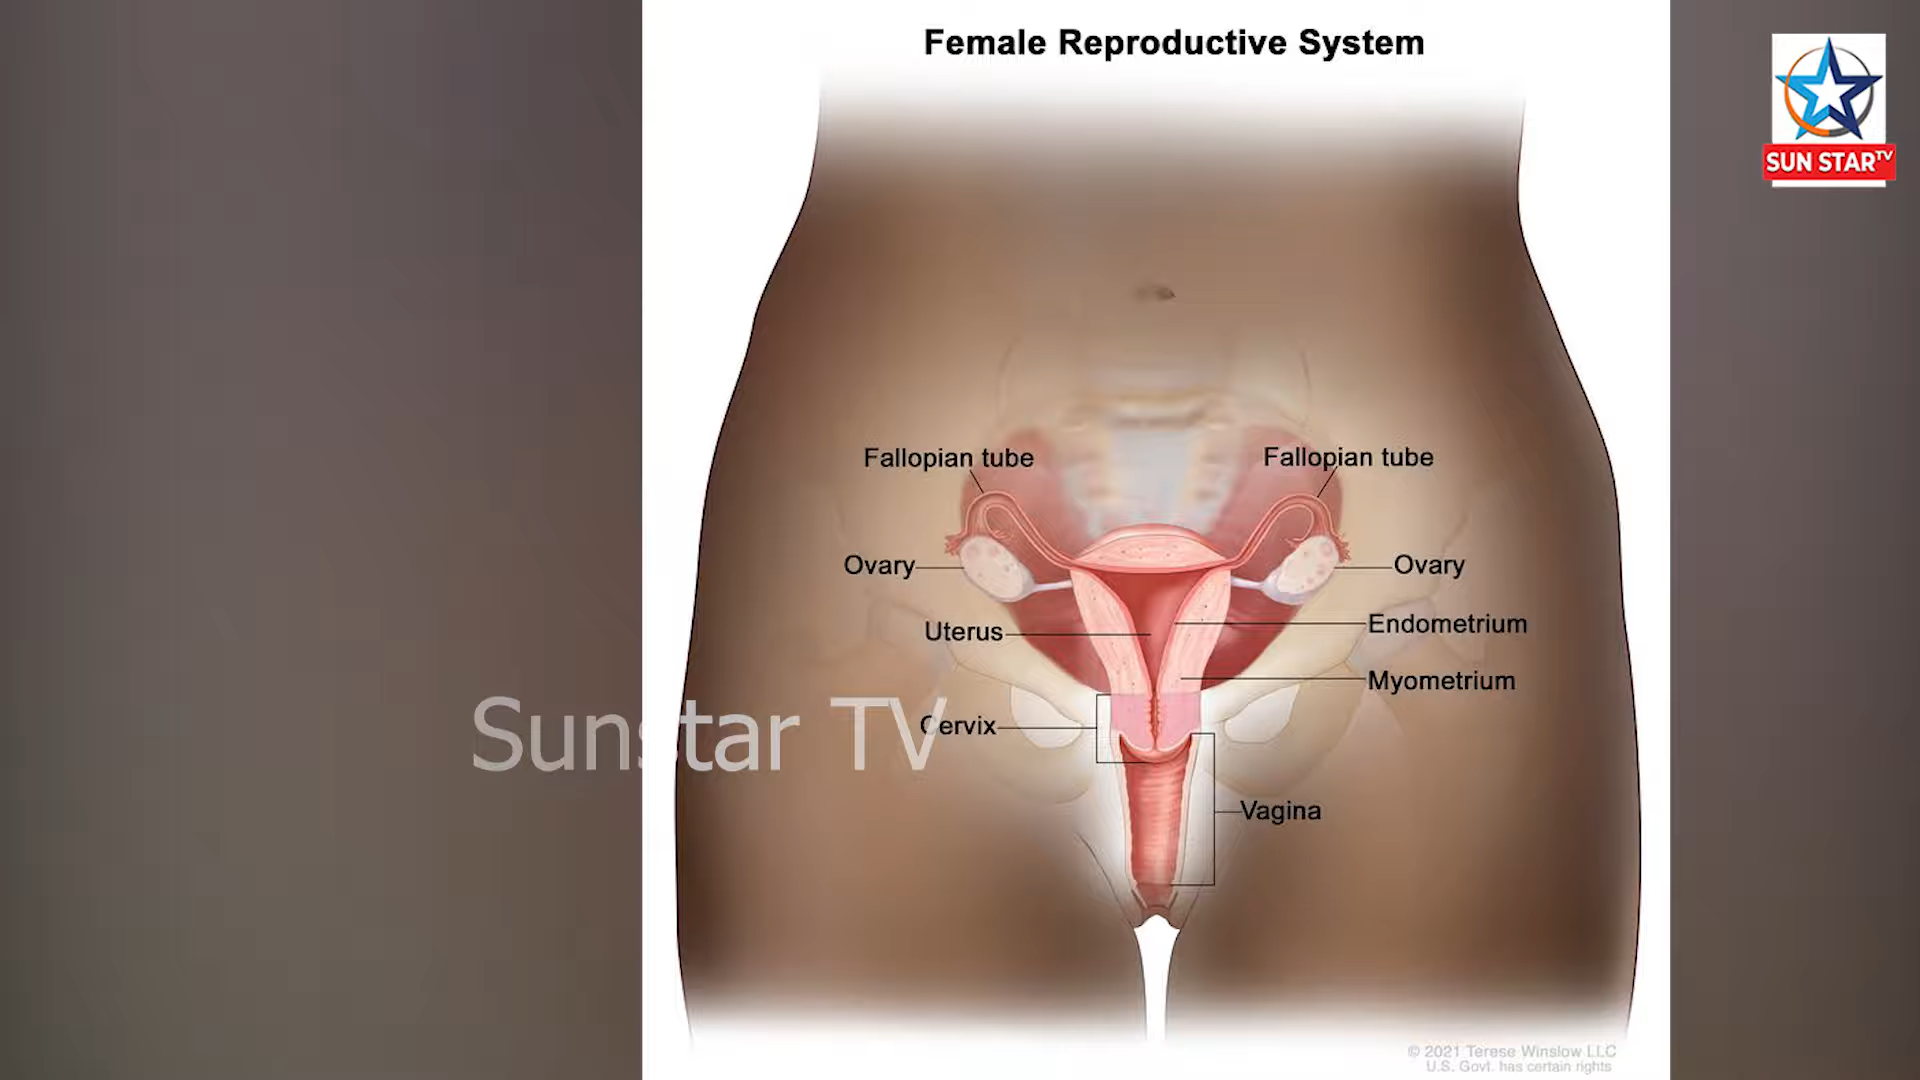 Female Reproductive System
SUN STAR TV
Fallopian tube
Fallopian tube
Ovary
Ovary
Uterus
Endometrium
Myometrium
Sunstar TV
Cervix
Vagina
© 2021 Terese Winslow LLC
U.S. Govt. has certain rights